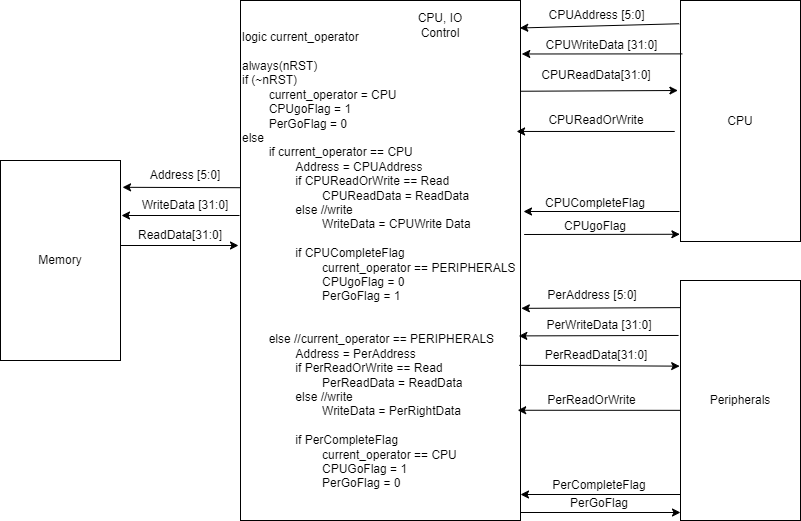 CPU, IO
Control
logic current_operator
always(nRST)
if (~nRST)
current_operator = CPU
CPUgoFlag = 1
PerGoFlag = 0
else
if current_operator == CPU
Address = CPUAddress
if CPUReadOrWrite == Read
CPUReadData = ReadData
else //write
WriteData = CPUWrite Data
if CPUCompleteFlag
current_operator == PERIPHERALS
CPUgoFlag = 0
PerGoFlag = 1
else //current_operator == PERIPHERALS
Address = PerAddress
if PerReadOrWrite == Read
PerReadData = ReadData
else //write
WriteData = PerRightData
if PerCompleteFlag
current_operator == CPU
CPUGoFlag = 1
PerGoFlag = 0
Memory
Address [5:0]
WriteData [31:0]
ReadData[31:0]
CPUAddress [5:0]
CPUWriteData [31:0]
CPUReadData[31:0]
CPUReadOrWrite
CPUCompleteFlag
CPUgoFlag
CPU
PerAddress [5:0]
PerWriteData [31:0]
PerReadData[31:0]
PerReadOrWrite
PerCompleteFlag
PerGoFlag
Peripherals